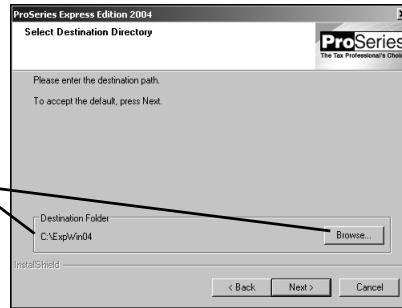 ProSeries Express Edition 2004
Select Destination Directory
ProSeries
The Tax Professional's Choice
Please enter the destination path.
To accept the default, press Next.
Destination Folder
C:\ExpWin04
Browse...
InstallShield
< Back
Next >
Cancel